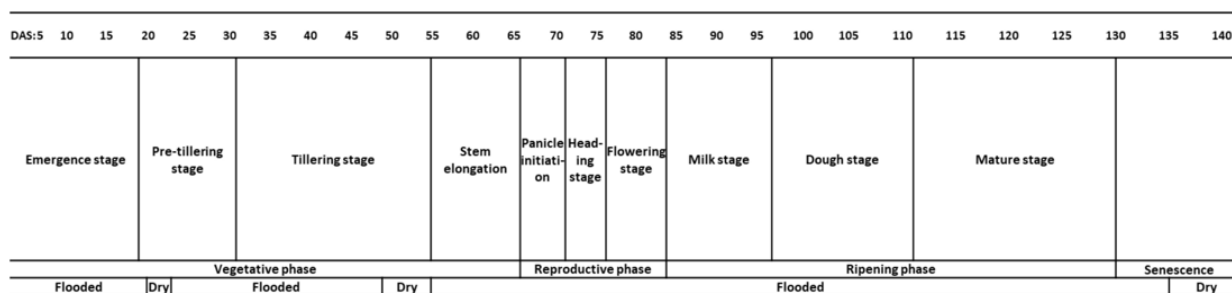 DAS:5 10 15 20 25 30 35 40 45 50 55 60 65 70 75 80 85 90 95 100 105 110 115 120 125 130 135 140
Emergence stage
Pre-tillering
stage
Tillering stage
Stem
elongation
Panicle
initiati-
on
Head-
ing
stage
Flowering
stage
Milk stage
Dough stage
Mature stage
Vegetative phase Reproductive phase Ripening phase Senescence
Flooded Dry Flooded Dry Flooded Dry